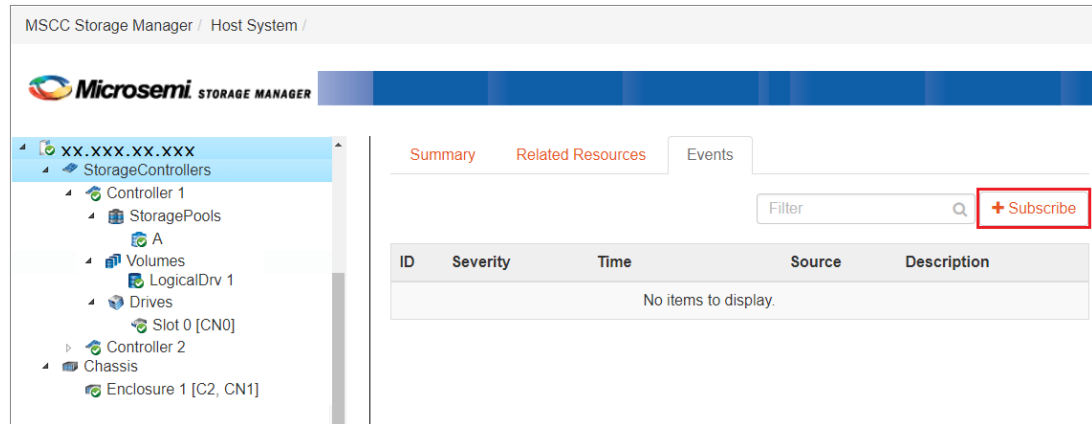 MSCC Storage Manager / Host System /
Microsemi. STORAGE MANAGER
xx.xxx.xx.xxx
StorageControllers
Controller 1
StoragePools
A
Volumes
LogicalDrv 1
Drives
Slot 0 [CN0]
Controller 2
Chassis
Enclosure 1 [C2, CN1]
Summary Related Resources Events
Filter + Subscribe
ID Severity Time Source Description
No items to display.